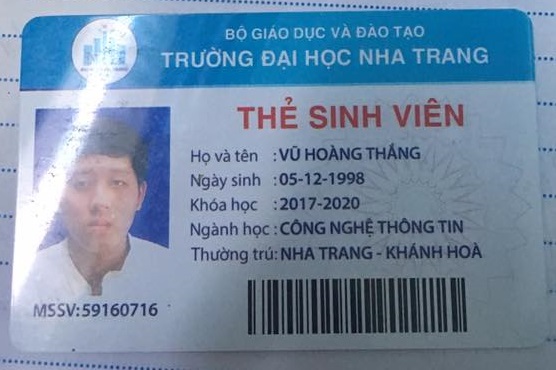 BỘ GIÁO DỤC VÀ ĐÀO TẠO
TRƯỜNG ĐẠI HỌC NHA TRANG
THẺ SINH VIÊN
Họ và tên : VŨ HOÀNG THẮNG
Ngày sinh : 05-12-1998
Khóa học : 2017-2020
Ngành học : CÔNG NGHỆ THÔNG TIN
Thường trú: NHA TRANG - KHÁNH HOÀ
MSSV: 59160716